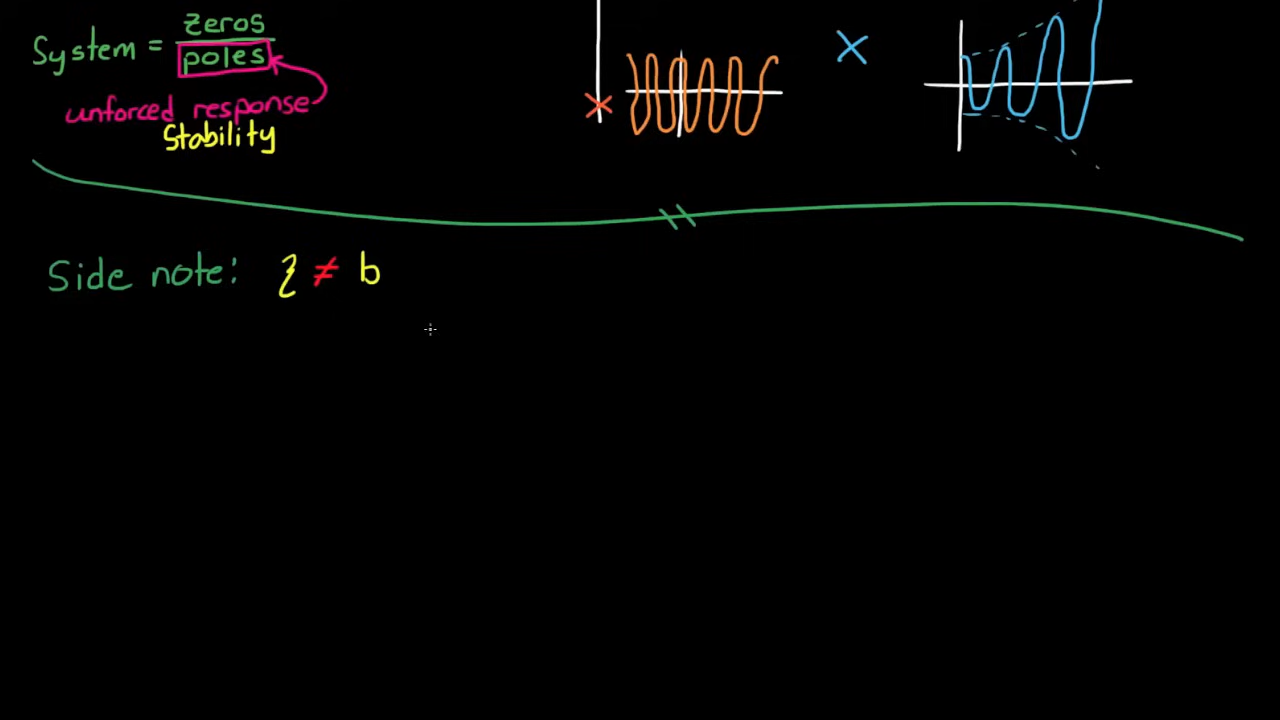 System = zeros
poles
unforced response
Stability
Side note: ζ ≠ b